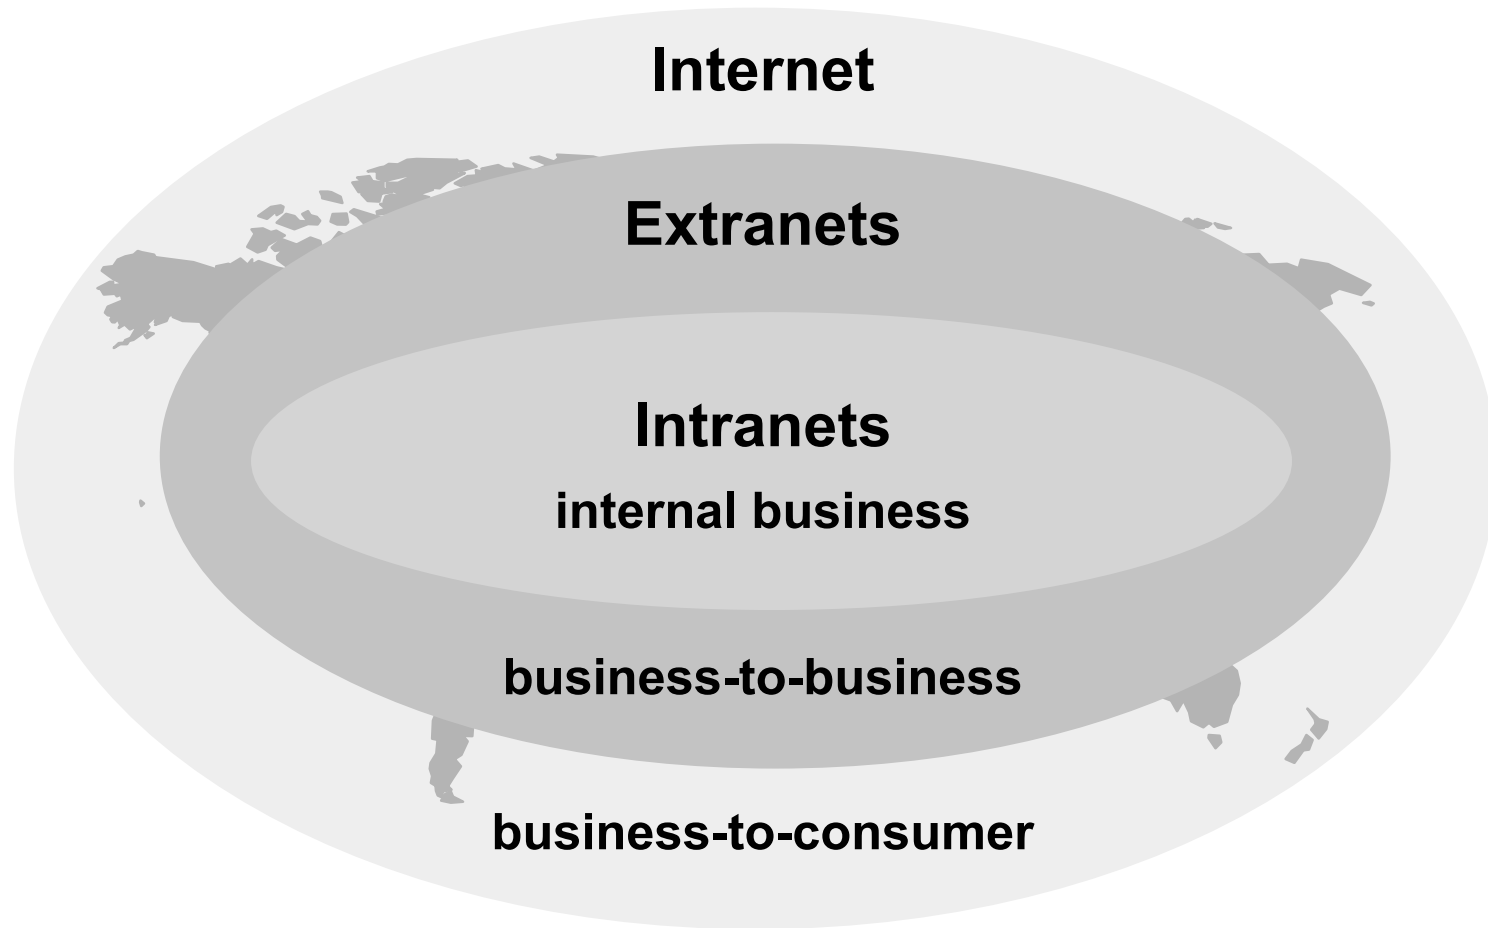 Internet
Extranets
Intranets
internal business
business-to-business
business-to-consumer